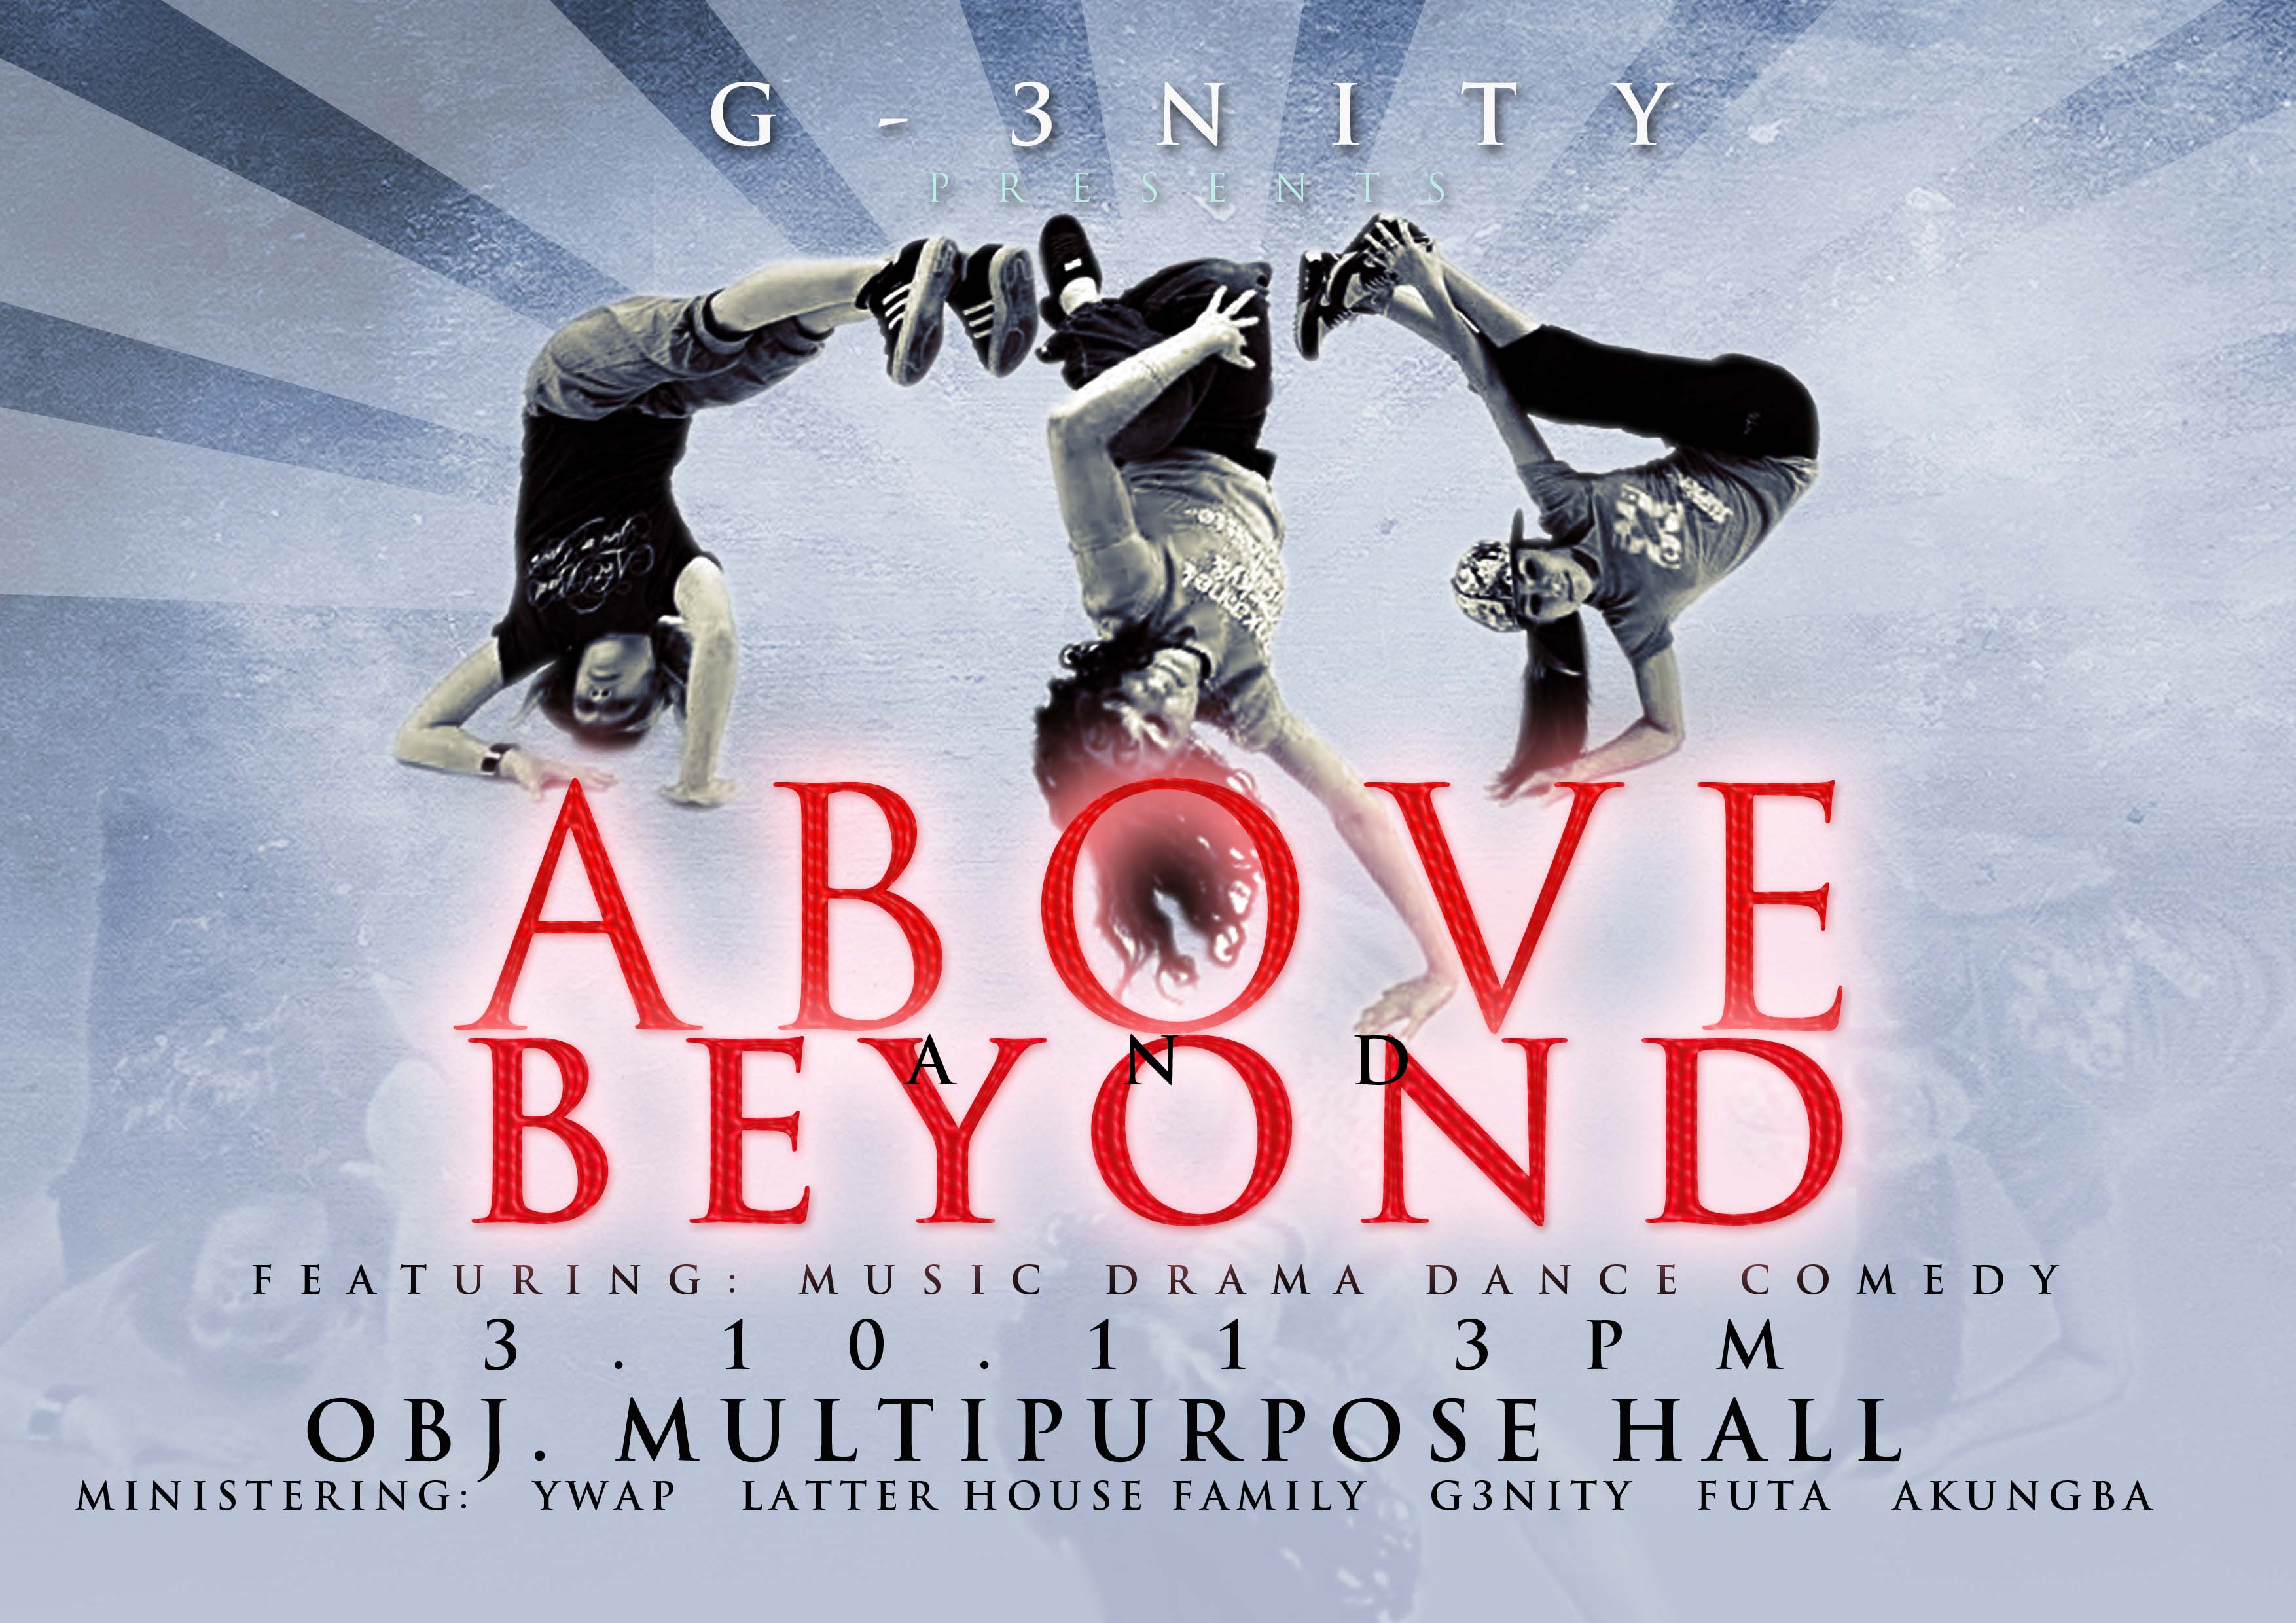 G-3NITY
PRESENTS
ABOVE
AND
BEYOND
FEATURING: MUSIC DRAMA DANCE COMEDY
3.10.11 3PM
OBJ. MULTIPURPOSE HALL
MINISTERING: YWAP LATTER HOUSE FAMILY G3NITY FUTA AKUNGBA